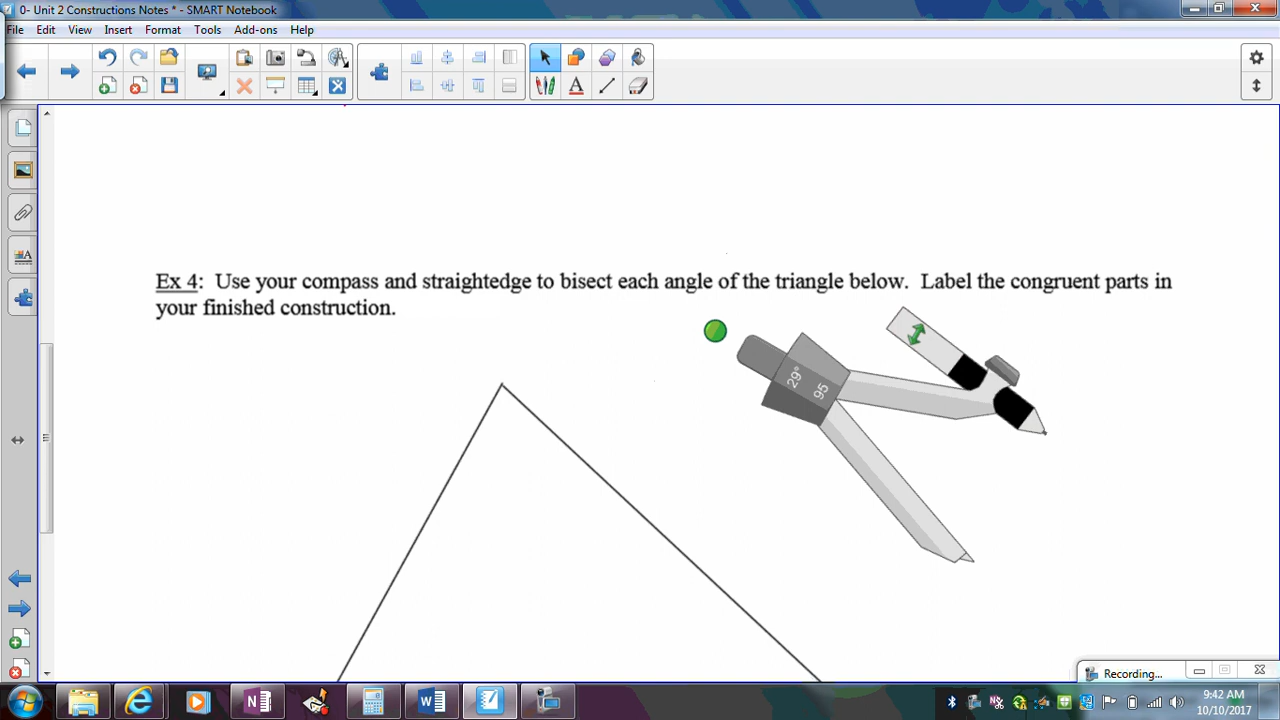 0- Unit 2 Constructions Notes * - SMART Notebook
File Edit View Insert Format Tools Add-ons Help
Ex 4: Use your compass and straightedge to bisect each angle of the triangle below. Label the congruent parts in
your finished construction.
29°
95
Recording...
9:42 AM
10/10/2017